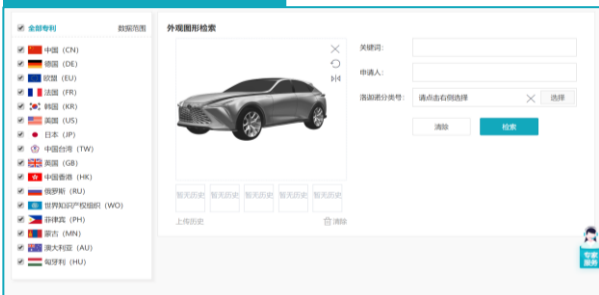 全部专利 数据范围
中国 (CN)
德国 (DE)
欧盟 (EU)
法国 (FR)
韩国 (KR)
美国 (US)
日本 (JP)
中国台湾 (TW)
英国 (GB)
中国香港 (HK)
俄罗斯 (RU)
世界知识产权组织 (WO)
菲律宾 (PH)
蒙古 (MN)
澳大利亚 (AU)
匈牙利 (HU)
外观图形检索
暂无历史 暂无历史 暂无历史 暂无历史 暂无历史
上传历史 清除
关键词:
申请人:
洛迦诺分类号: 请点击右侧选择 选择
清除 检索
专家
服务